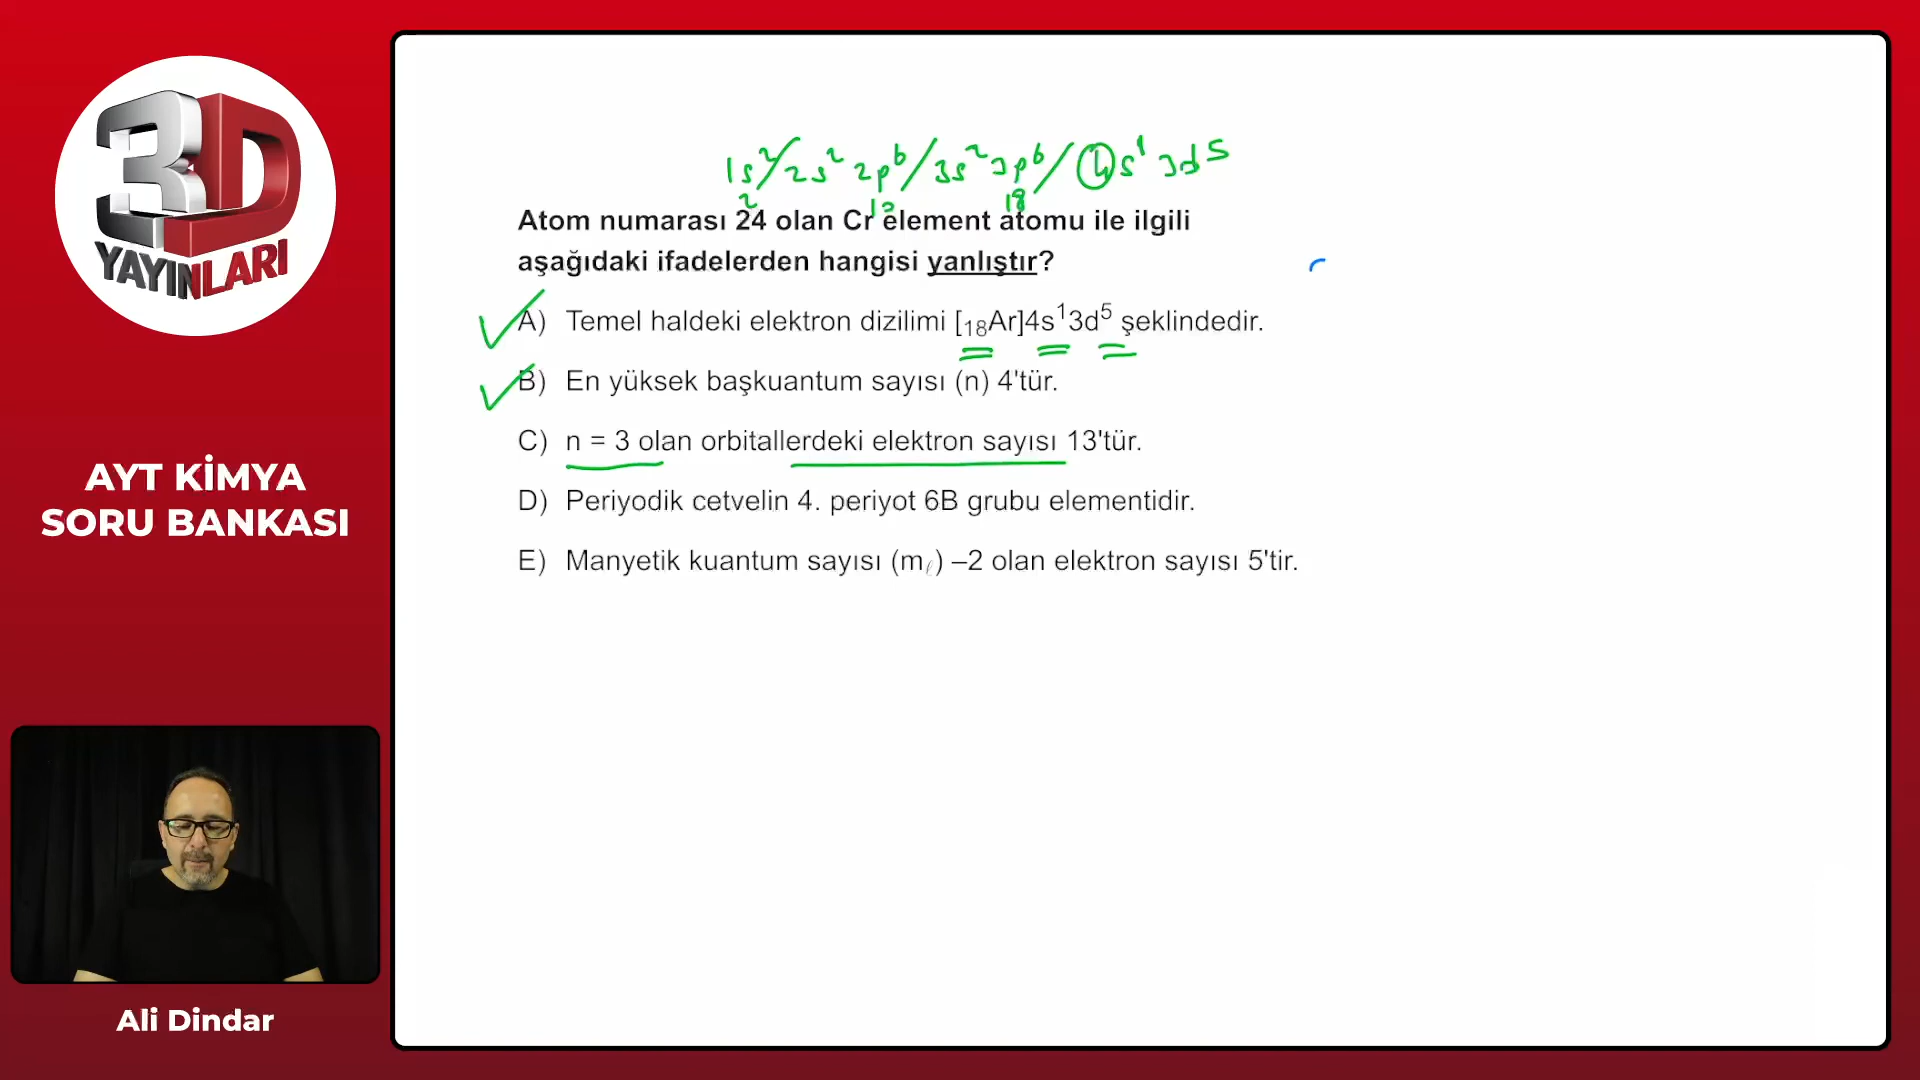 3D
YAYINLARI
AYT KİMYA
SORU BANKASI
Ali Dindar
1s² / 2s² 2p⁶ / 3s² 3p⁶ / 4s¹ 3d⁵
2 12 18
Atom numarası 24 olan Cr element atomu ile ilgili
aşağıdaki ifadelerden hangisi yanlıştır?
A) Temel haldeki elektron dizilimi [₁₈Ar]4s¹3d⁵ şeklindedir.
B) En yüksek başkuantum sayısı (n) 4'tür.
C) n = 3 olan orbitallerdeki elektron sayısı 13'tür.
D) Periyodik cetvelin 4. periyot 6B grubu elementidir.
E) Manyetik kuantum sayısı (mℓ) –2 olan elektron sayısı 5'tir.